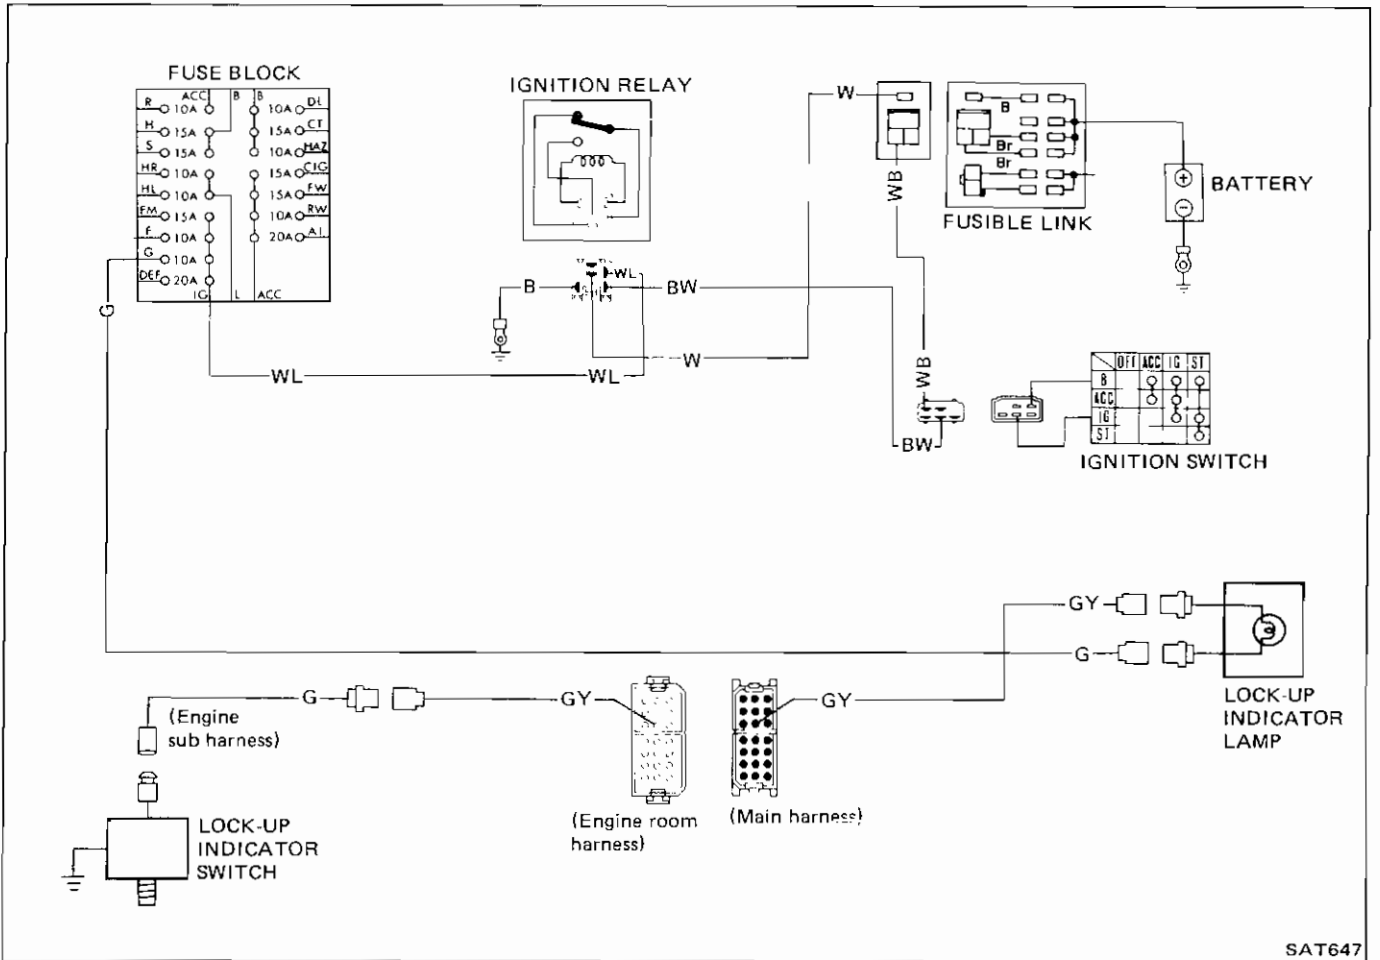 FUSE BLOCK
ACC B B
R 10A 10A DL
H 15A 15A CT
S 15A 10A HAZ
HR 10A 15A CIG
HL 10A 15A FW
FM 15A 10A RW
F 10A 20A A.I
G 10A
DEF 20A
IG L ACC
IGNITION RELAY
W
B
Br
Br
FUSIBLE LINK
BATTERY
WB
WL
B
BW
G
W
WL
WL
WB
BW
OFF ACC IG ST
B
ACC
IG
ST
IGNITION SWITCH
GY
G
LOCK-UP
INDICATOR
LAMP
G
(Engine
sub harness)
GY
GY
(Engine room
harness)
(Main harness)
LOCK-UP
INDICATOR
SWITCH
SAT647